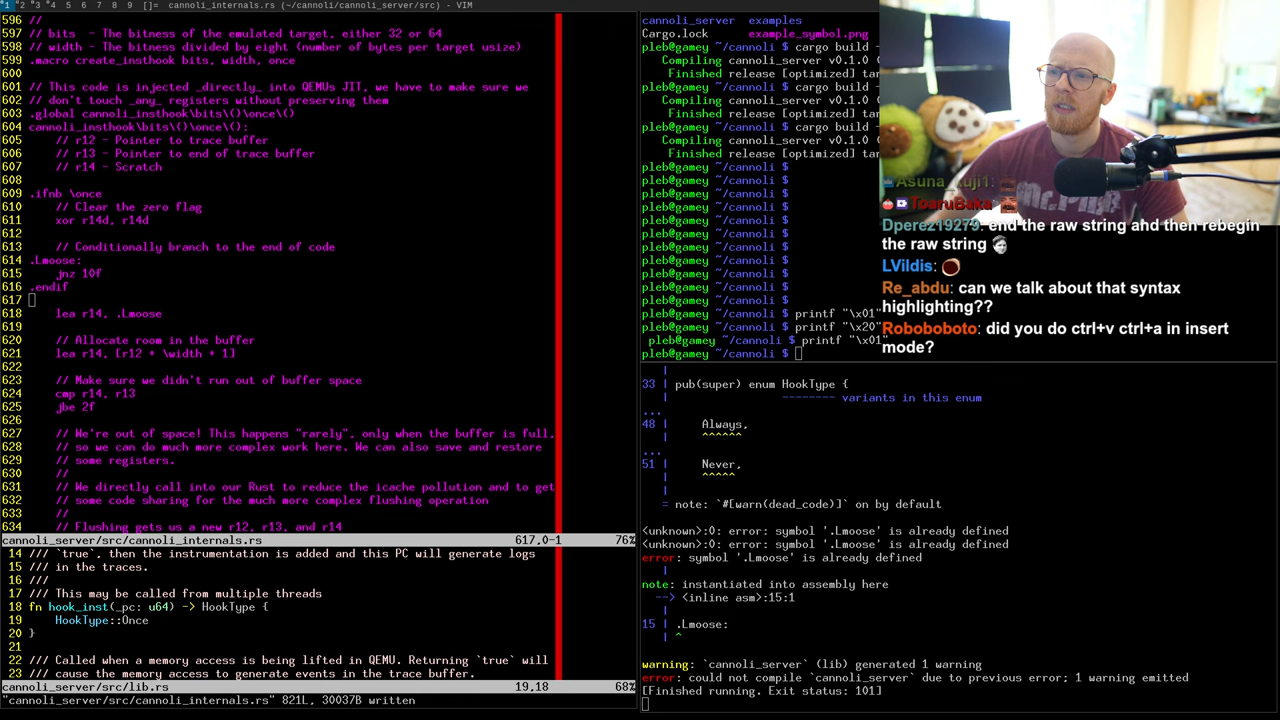 *1 *2 *3 *4 5 6 7 8 9 []= cannoli_internals.rs (~/cannoli/cannoli_server/src) - VIM
596 //
597 // bits  - The bitness of the emulated target, either 32 or 64
598 // width - The bitness divided by eight (number of bytes per target usize)
599 .macro create_insthook bits, width, once
600
601 // This code is injected _directly_ into QEMUs JIT, we have to make sure we
602 // don't touch _any_ registers without preserving them
603 .global cannoli_insthook\bits\()\once\()
604 cannoli_insthook\bits\()\once\():
605     // r12 - Pointer to trace buffer
606     // r13 - Pointer to end of trace buffer
607     // r14 - Scratch
608
609 .ifnb \once
610     // Clear the zero flag
611     xor r14d, r14d
612
613     // Conditionally branch to the end of code
614 .Lmoose:
615     jnz 10f
616 .endif
617
618     lea r14, .Lmoose
619
620     // Allocate room in the buffer
621     lea r14, [r12 + \width + 1]
622
623     // Make sure we didn't run out of buffer space
624     cmp r14, r13
625     jbe 2f
626
627     // We're out of space! This happens "rarely", only when the buffer is full,
628     // so we can do much more complex work here. We can also save and restore
629     // some registers.
630     //
631     // We directly call into our Rust to reduce the icache pollution and to get
632     // some code sharing for the much more complex flushing operation
633     //
634     // Flushing gets us a new r12, r13, and r14
cannoli_server/src/cannoli_internals.rs 617,0-1 76%
14 /// `true`, then the instrumentation is added and this PC will generate logs
15 /// in the traces.
16 ///
17 /// This may be called from multiple threads
18 fn hook_inst(_pc: u64) -> HookType {
19     HookType::Once
20 }
21
22 /// Called when a memory access is being lifted in QEMU. Returning `true` will
23 /// cause the memory access to generate events in the trace buffer.
cannoli_server/src/lib.rs 19,18 68%
"cannoli_server/src/cannoli_internals.rs" 821L, 30037B written
cannoli_server  examples
Cargo.lock      example_symbol.png
pleb@gamey ~/cannoli $ cargo build -
Compiling cannoli_server v0.1.0 (
Finished release [optimized] tar
pleb@gamey ~/cannoli $ cargo build -
Compiling cannoli_server v0.1.0 (
Finished release [optimized] tar
pleb@gamey ~/cannoli $ cargo build -
Compiling cannoli_server v0.1.0 (
Finished release [optimized] tar
pleb@gamey ~/cannoli $
pleb@gamey ~/cannoli $
pleb@gamey ~/cannoli $
pleb@gamey ~/cannoli $
pleb@gamey ~/cannoli $
pleb@gamey ~/cannoli $
pleb@gamey ~/cannoli $
pleb@gamey ~/cannoli $
pleb@gamey ~/cannoli $
pleb@gamey ~/cannoli $
pleb@gamey ~/cannoli $
pleb@gamey ~/cannoli $ printf "\x01"
pleb@gamey ~/cannoli $ printf "\x20"
pleb@gamey ~/cannoli $ printf "\x01
pleb@gamey ~/cannoli $
Asuna_Kuji1:
ToaruBaka
Dperez19279: end the raw string and then rebegin
the raw string
LVildis:
Re_abdu: can we talk about that syntax
highlighting??
Roboboboto: did you do ctrl+v ctrl+a in insert
mode?
|
33 | pub(super) enum HookType {
| -------- variants in this enum
...
48 | Always,
| ^^^^^^
...
51 | Never,
| ^^^^^
|
= note: `#[warn(dead_code)]` on by default
<unknown>:0: error: symbol '.Lmoose' is already defined
<unknown>:0: error: symbol '.Lmoose' is already defined
error: symbol '.Lmoose' is already defined
|
note: instantiated into assembly here
--> <inline asm>:15:1
|
15 | .Lmoose:
| ^
warning: `cannoli_server` (lib) generated 1 warning
error: could not compile `cannoli_server` due to previous error; 1 warning emitted
[Finished running. Exit status: 101]